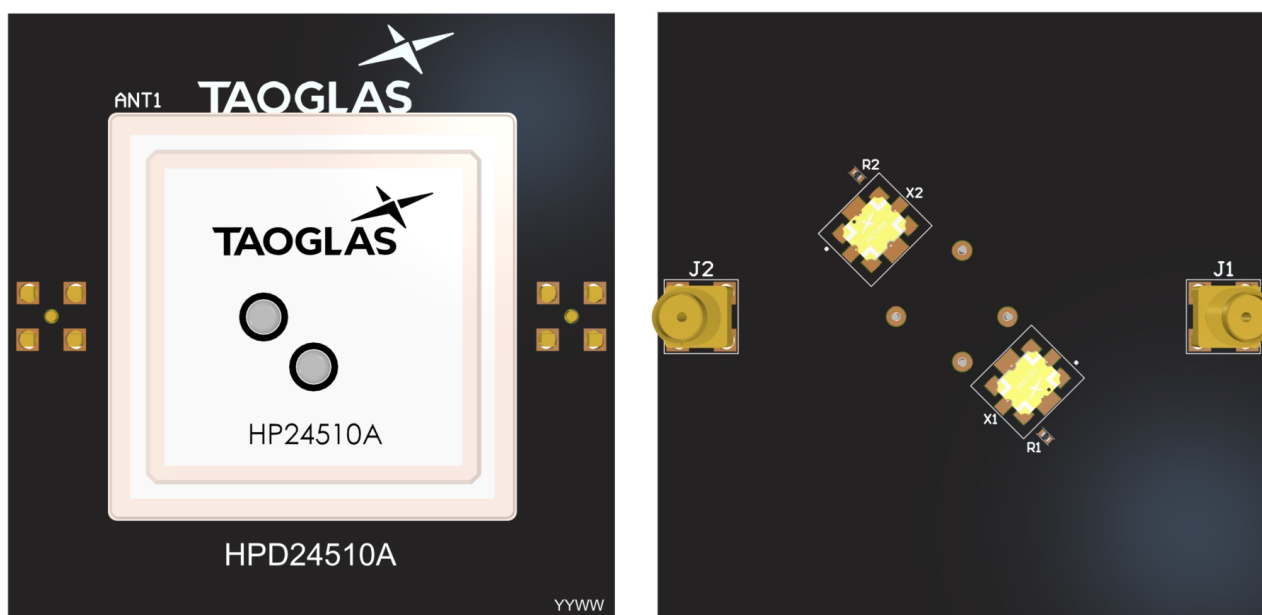 TAOGLAS
ANT1
TAOGLAS
HP24510A
HPD24510A
YYWW
R2
X2
J2
J1
X1
R1